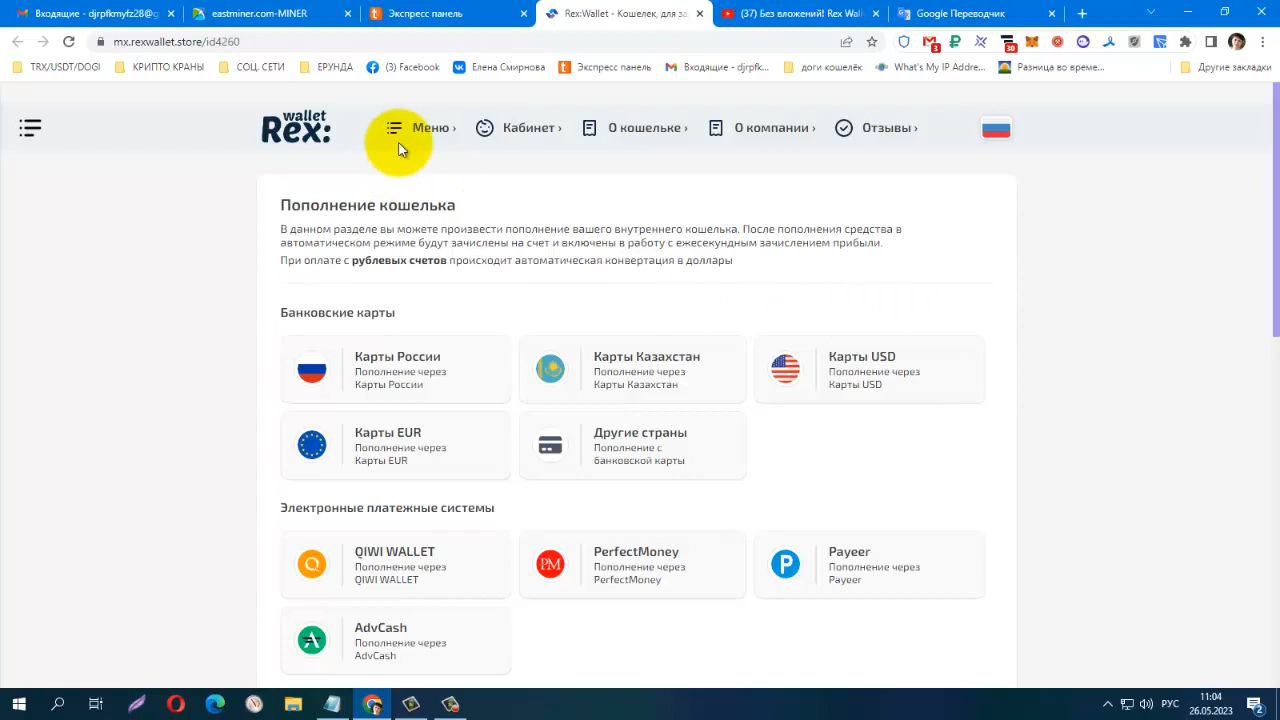 Входящие - djrpfkmyfz28@g
eastminer.com-MINER
Экспресс панель
Rex:Wallet - Кошелек, для за
(37) Без вложений! Rex Wall
Google Переводчик
mx.rexwallet.store/id4260
3
30
TRX/USDT/DOGI
КРИПТО КРАНЫ
СОЦ. СЕТИ
ЕРУНДА
(3) Facebook
Елена Смирнова
Экспресс панель
Входящие - djrpfk...
доги кошелёк
What's My IP Addre...
Разница во време...
Другие закладки
wallet
Rex:
Меню ›
Кабинет ›
О кошельке ›
О компании ›
Отзывы ›
Пополнение кошелька
В данном разделе вы можете произвести пополнение вашего внутреннего кошелька. После пополнения средства в
автоматическом режиме будут зачислены на счет и включены в работу с ежесекундным зачислением прибыли.
При оплате с рублевых счетов происходит автоматическая конвертация в доллары
Банковские карты
Карты России
Пополнение через
Карты России
Карты Казахстан
Пополнение через
Карты Казахстан
Карты USD
Пополнение через
Карты USD
Карты EUR
Пополнение через
Карты EUR
Другие страны
Пополнение с
банковской карты
Электронные платежные системы
QIWI WALLET
Пополнение через
QIWI WALLET
PM
PerfectMoney
Пополнение через
PerfectMoney
Payeer
Пополнение через
Payeer
AdvCash
Пополнение через
AdvCash
РУС
11:04
26.05.2023
2